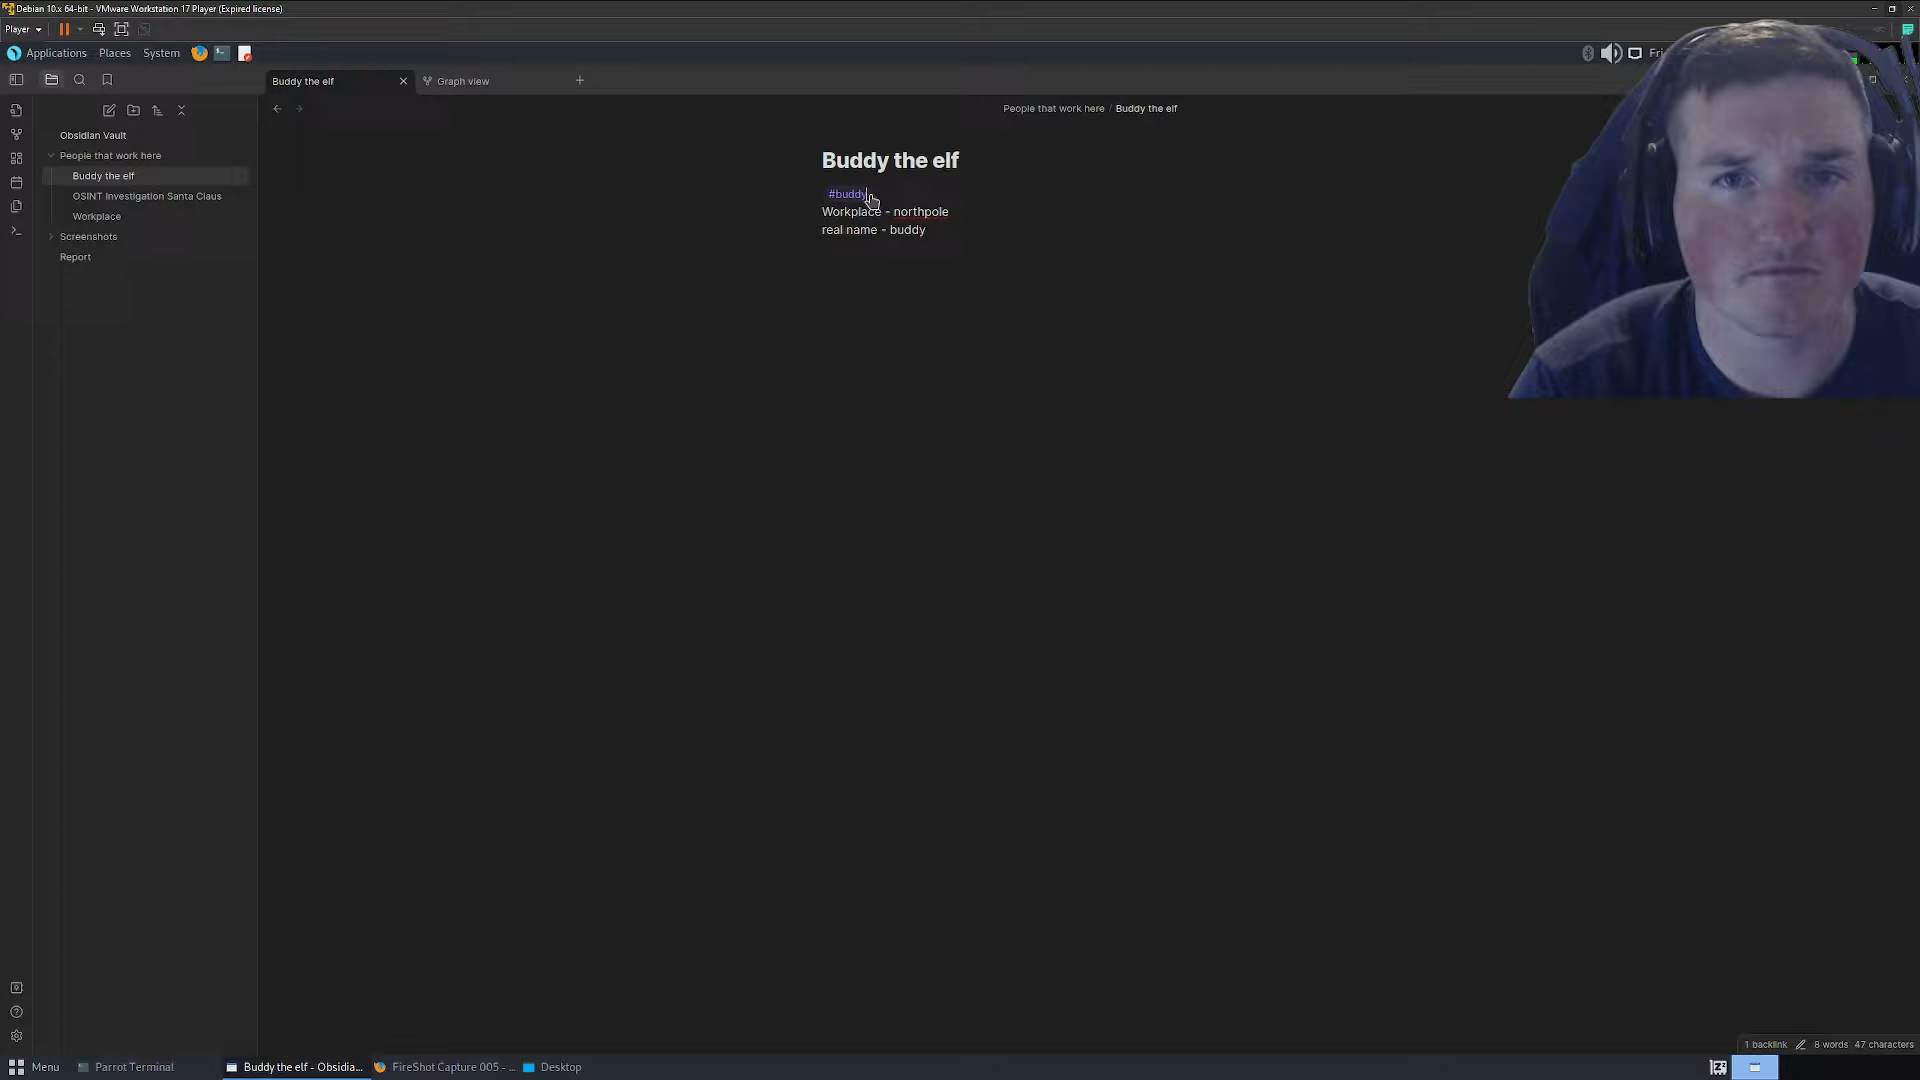 Debian 10.x 64-bit - VMware Workstation 17 Player (Expired license)
Player
Applications Places System Fri
Buddy the elf Graph view
People that work here / Buddy the elf
Obsidian Vault
People that work here
Buddy the elf
OSINT Investigation Santa Claus
Workplace
Screenshots
Report
Buddy the elf
#buddy
Workplace - northpole
real name - buddy
1 backlink 8 words 47 characters
Menu Parrot Terminal Buddy the elf - Obsidia... FireShot Capture 005 - ... Desktop